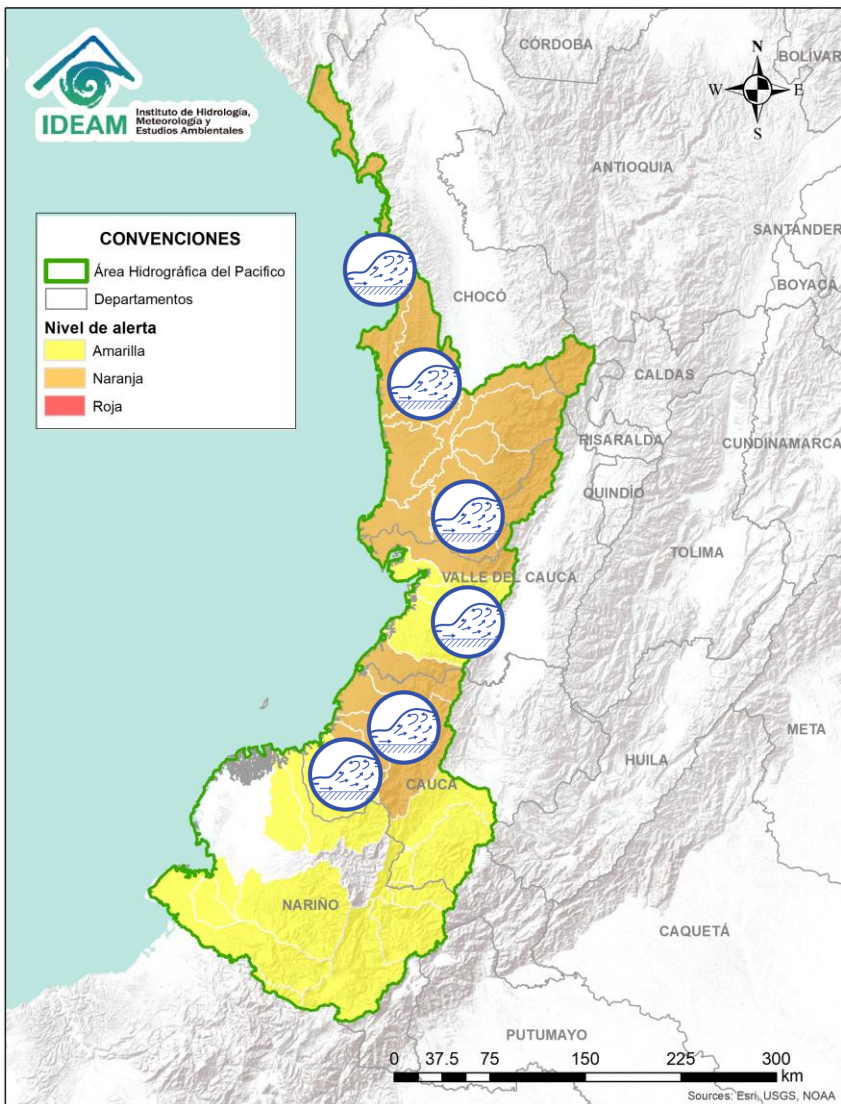 IDEAM
Instituto de Hidrología,
Meteorología y
Estudios Ambientales
CÓRDOBA
BOLÍVAR
N
W
E
S
ANTIOQUIA
SANTANDER
BOYACÁ
CONVENCIONES
Área Hidrográfica del Pacifico
Departamentos
Nivel de alerta
Amarilla
Naranja
Roja
CHOCÓ
CALDAS
RISARALDA
CUNDINAMARCA
QUINDÍO
TOLIMA
VALLE DEL CAUCA
META
HUILA
CAUCA
NARIÑO
CAQUETÁ
PUTUMAYO
0 37.5 75 150 225 300
km
Sources: Esri, USGS, NOAA